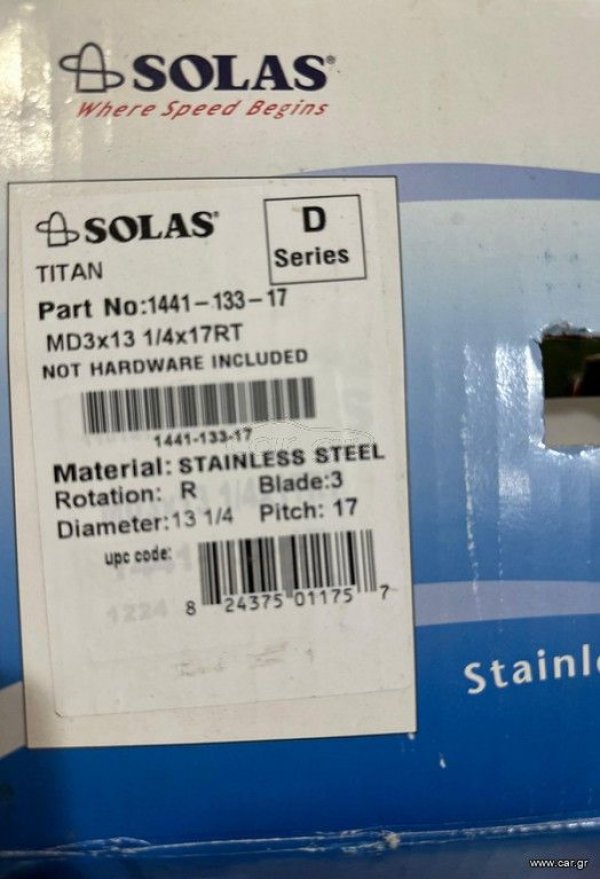 SOLAS®
Where Speed Begins
SOLAS®
D
Series
TITAN
Part No:1441-133-17
MD3x13 1/4x17RT
NOT HARDWARE INCLUDED
1441-133-17
Material: STAINLESS STEEL
Rotation: R Blade:3
Diameter:13 1/4 Pitch: 17
upc code:
8 24375 01175 7
Stainl
www.car.gr